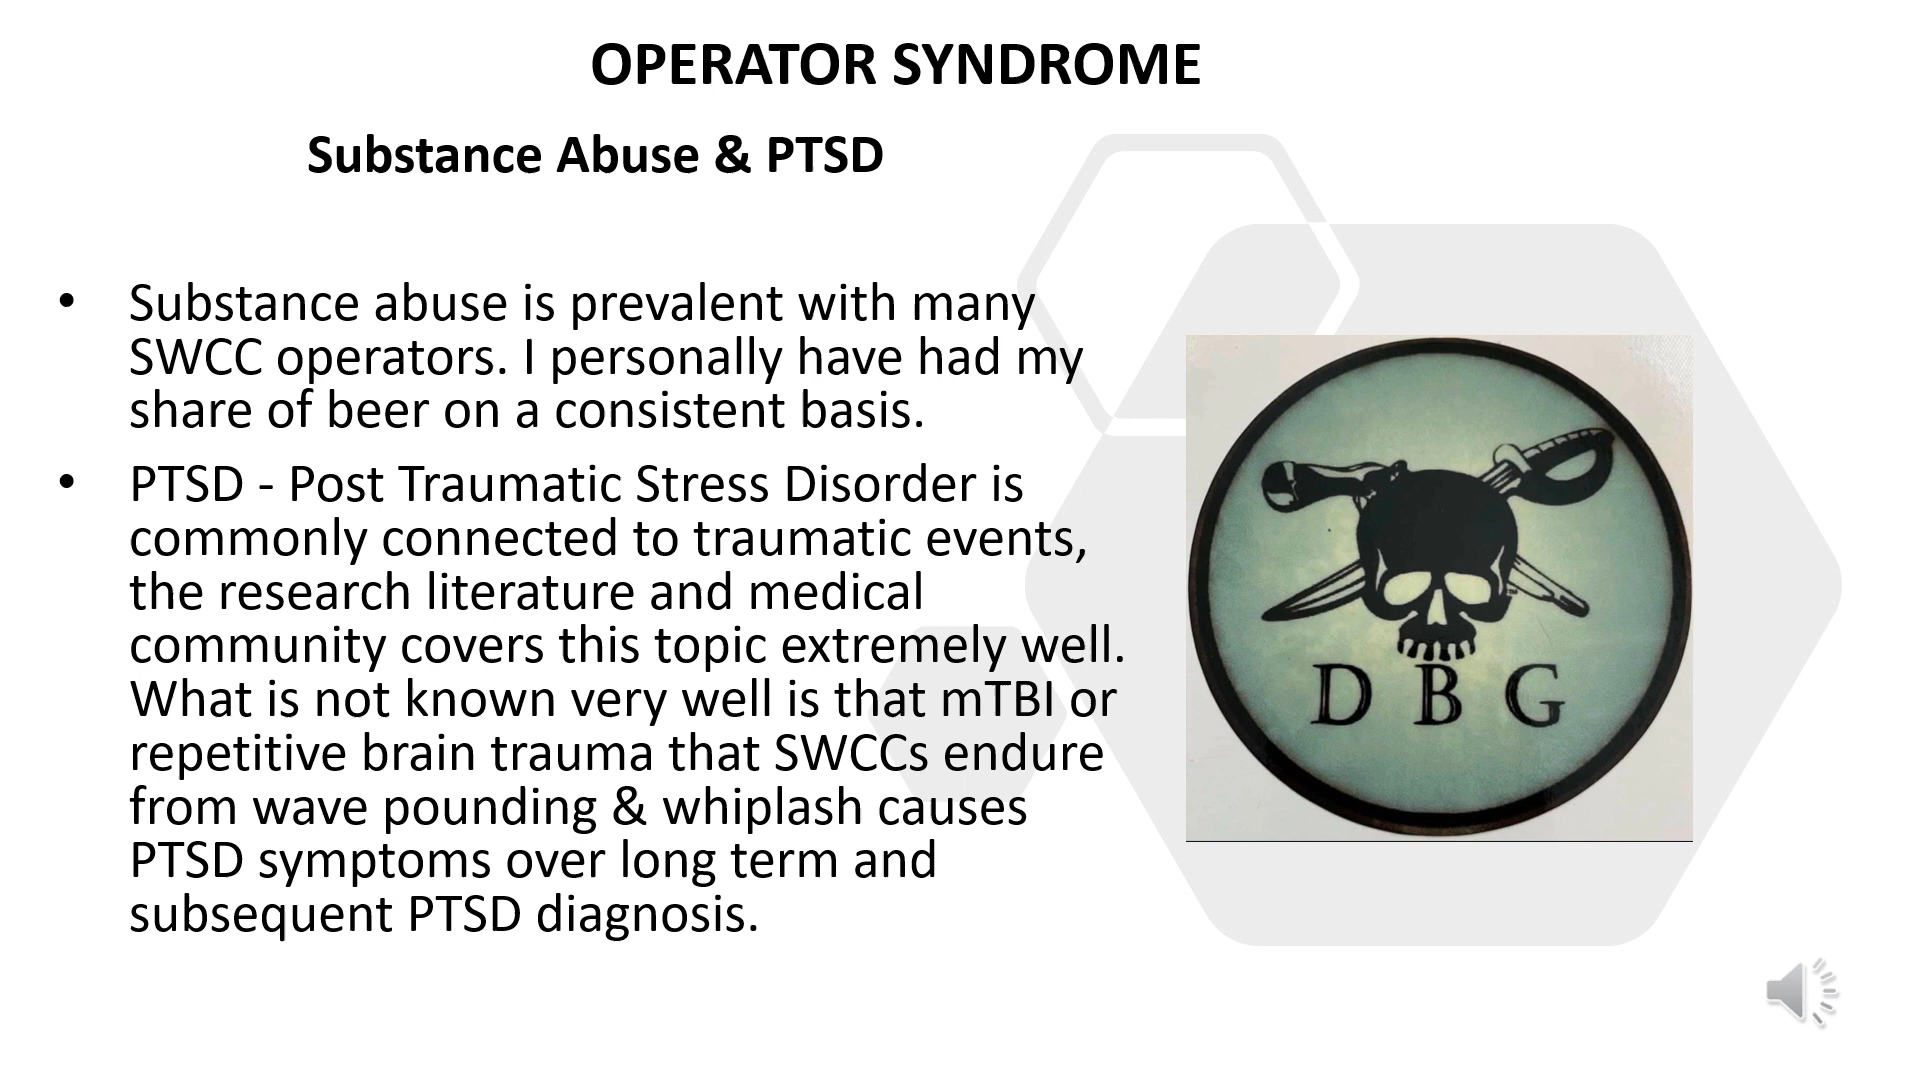 OPERATOR SYNDROME
Substance Abuse & PTSD
• Substance abuse is prevalent with many
SWCC operators. I personally have had my
share of beer on a consistent basis.
• PTSD - Post Traumatic Stress Disorder is
commonly connected to traumatic events,
the research literature and medical
community covers this topic extremely well.
What is not known very well is that mTBI or
repetitive brain trauma that SWCCs endure
from wave pounding & whiplash causes
PTSD symptoms over long term and
subsequent PTSD diagnosis.
D B G